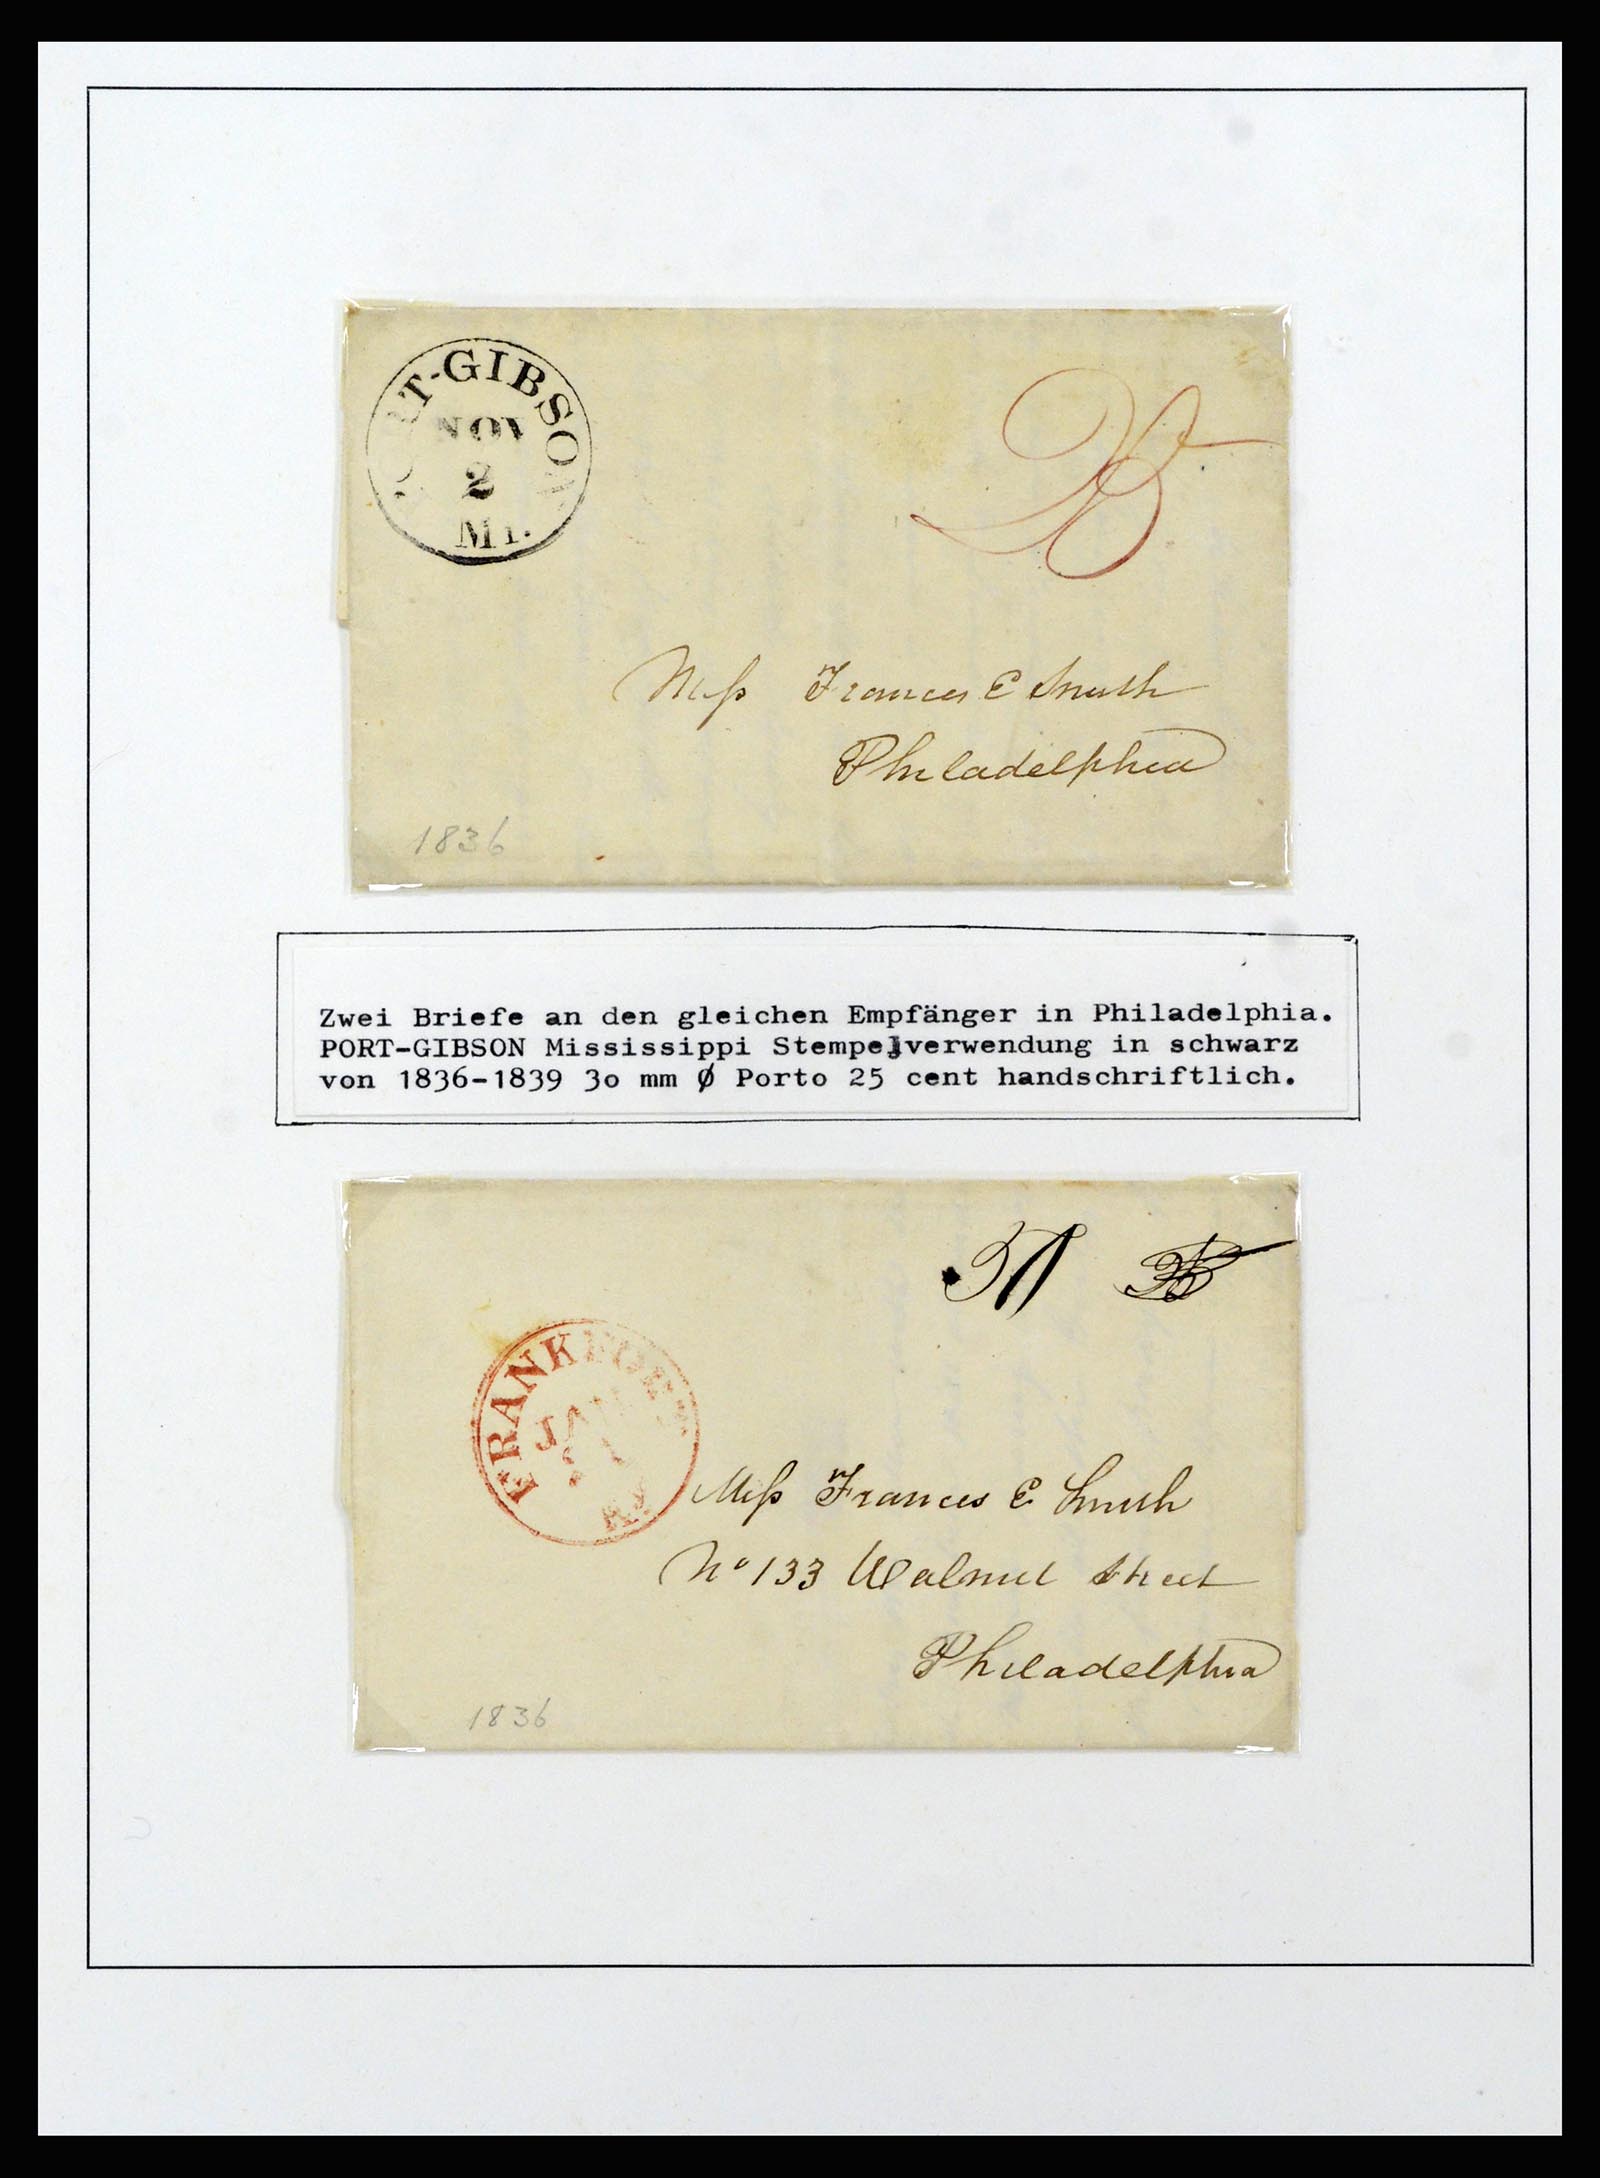 PORT-GIBSON
NOV
2
MI.
25
Miſs Frances E Smith
Philadelphia
1836
Zwei Briefe an den gleichen Empfänger in Philadelphia.
PORT-GIBSON Mississippi Stempelverwendung in schwarz
von 1836-1839 3o mm Ø Porto 25 cent handschriftlich.
FRANKFORT
JAN
KY
Miſs Frances E. Smith
No 133 Walnut Street
Philadelphia
1836